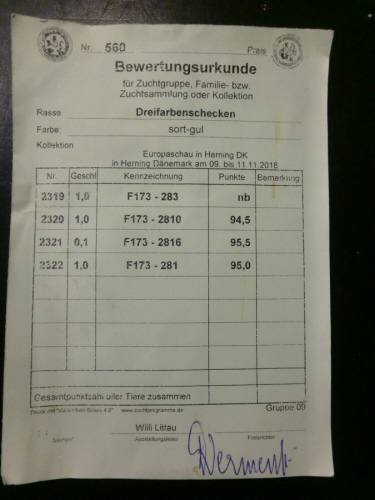 Nr. 560 Preis
Bewertungsurkunde
für Zuchtgruppe, Familie- bzw.
Zuchtsammlung oder Kollektion
Rasse: Dreifarbenschecken
Farbe: sort-gul
Kollektion
Europaschau in Herning DK
in Herning Dänemark am 09. bis 11.11.2018
Nr. Geschl Kennzeichnung Punkte Bemerkung
2319 1,0 F173 - 283 nb
2320 1,0 F173 - 2810 94,5
2321 0,1 F173 - 2816 95,5
2322 1,0 F173 - 281 95,0
Gesamtpunktzahl aller Tiere zusammen
www.zuchtprogramme.de Gruppe 09
Willi Littau
Ausstellungsleiter Preisrichter